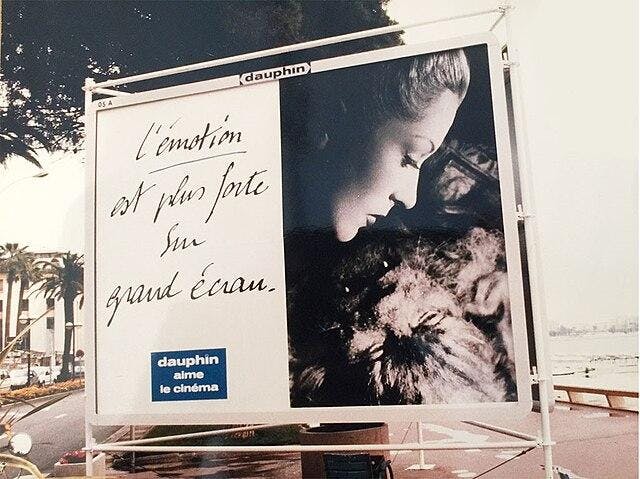 dauphin
05 A
l'émotion
est plus forte
sur
grand écran.
dauphin
aime
le cinéma